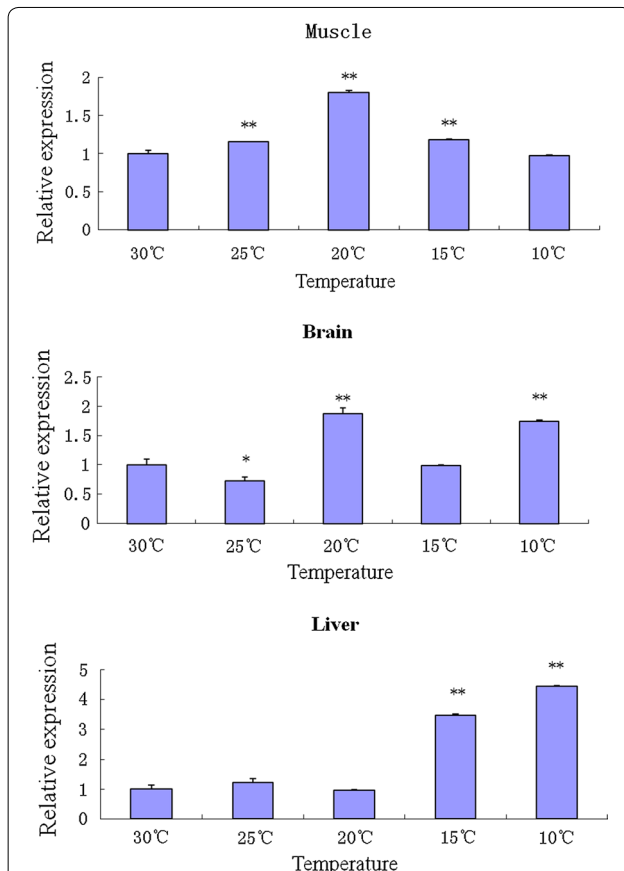 Muscle
Relative expression
2
1.5
1
0.5
0
** ** **
30℃ 25℃ 20℃ 15℃ 10℃
Temperature
Brain
Relative expression
2.5
2
1.5
1
0.5
0
* ** **
30℃ 25℃ 20℃ 15℃ 10℃
Temperature
Liver
Relative expression
5
4
3
2
1
0
** **
30℃ 25℃ 20℃ 15℃ 10℃
Temperature